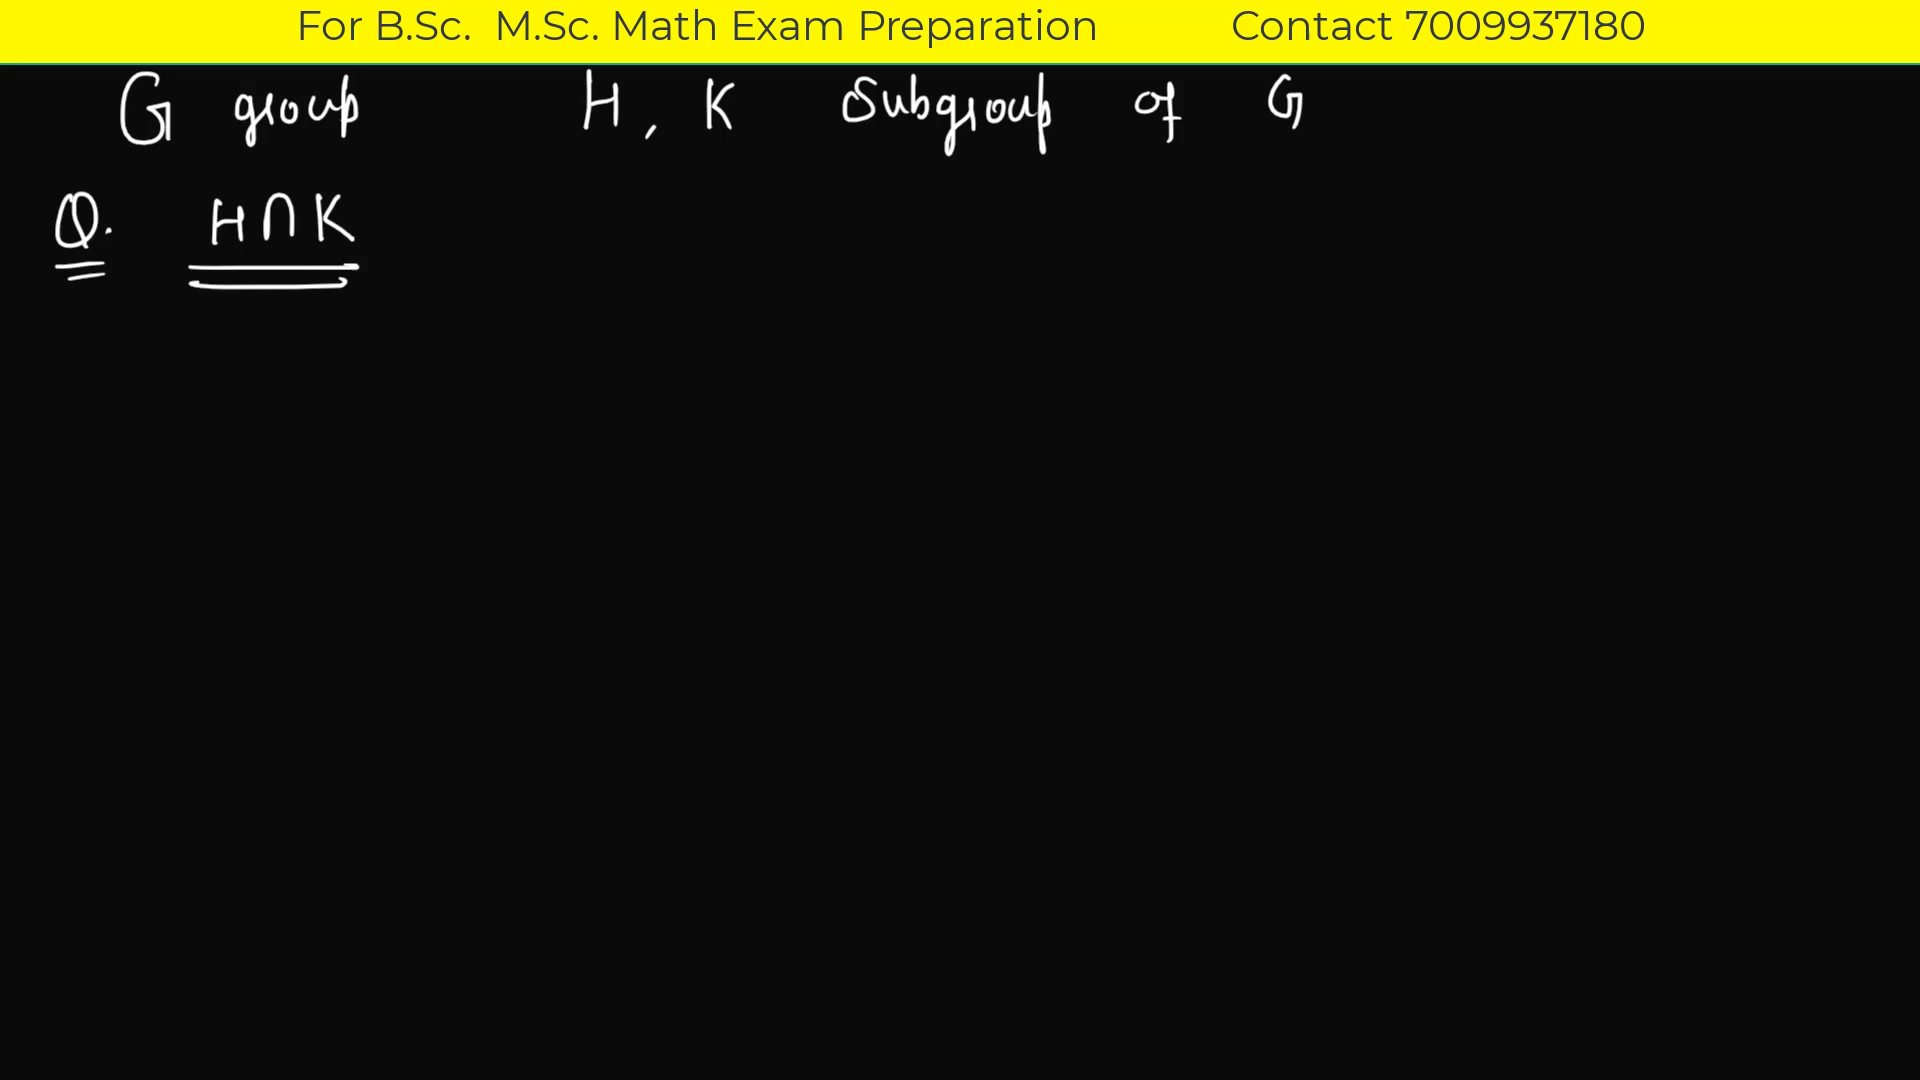 For B.Sc. M.Sc. Math Exam Preparation Contact 7009937180
G group H, K Subgroup of G
Q. H∩K